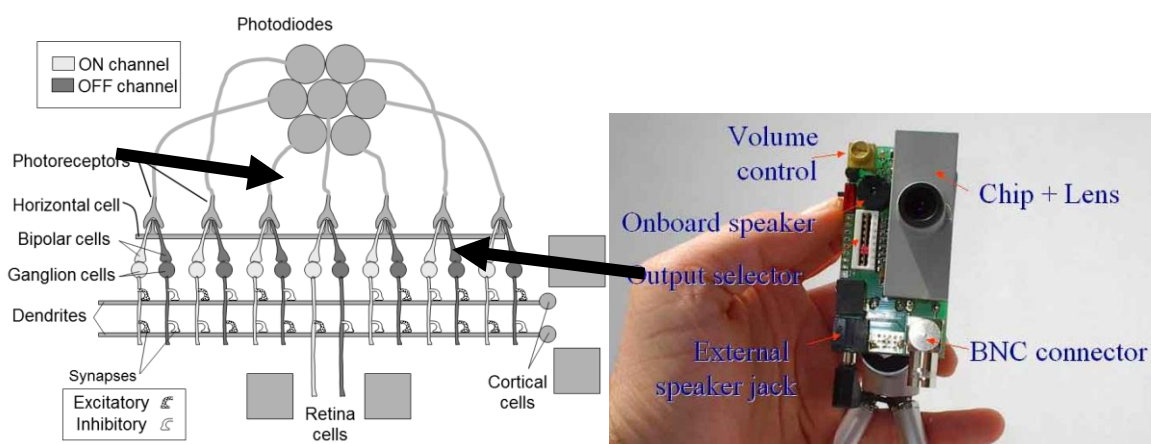 Photodiodes
ON channel
OFF channel
Photoreceptors
Horizontal cell
Bipolar cells
Ganglion cells
Dendrites
Synapses
Excitatory
Inhibitory
Retina
cells
Cortical
cells
Volume
control
Chip + Lens
Onboard speaker
Output selector
External
speaker jack
BNC connector